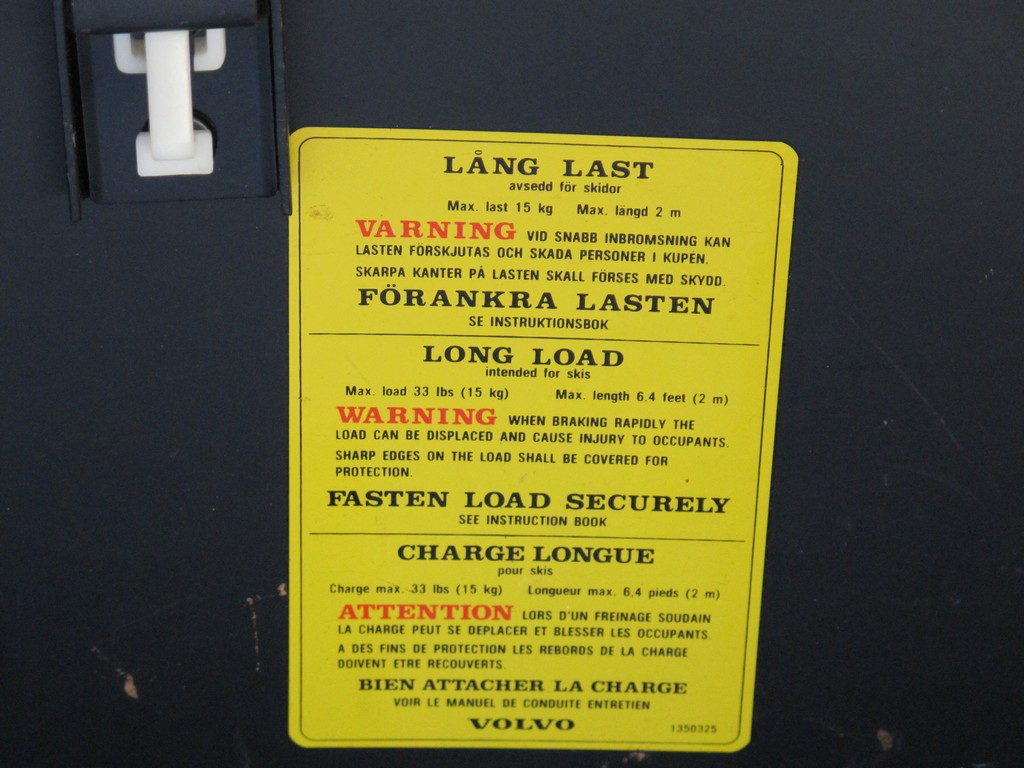 LÅNG LAST
avsedd för skidor
Max. last 15 kg Max. längd 2 m
VARNING VID SNABB INBROMSNING KAN
LASTEN FÖRSKJUTAS OCH SKADA PERSONER I KUPÉN.
SKARPA KANTER PÅ LASTEN SKALL FÖRSES MED SKYDD.
FÖRANKRA LASTEN
SE INSTRUKTIONSBOK
LONG LOAD
intended for skis
Max. load 33 lbs (15 kg) Max. length 6.4 feet (2 m)
WARNING WHEN BRAKING RAPIDLY THE
LOAD CAN BE DISPLACED AND CAUSE INJURY TO OCCUPANTS.
SHARP EDGES ON THE LOAD SHALL BE COVERED FOR
PROTECTION.
FASTEN LOAD SECURELY
SEE INSTRUCTION BOOK
CHARGE LONGUE
pour skis
Charge max. 33 lbs (15 kg) Longueur max. 6,4 pieds (2 m)
ATTENTION LORS D'UN FREINAGE SOUDAIN
LA CHARGE PEUT SE DEPLACER ET BLESSER LES OCCUPANTS.
A DES FINS DE PROTECTION LES REBORDS DE LA CHARGE
DOIVENT ETRE RECOUVERTS.
BIEN ATTACHER LA CHARGE
VOIR LE MANUEL DE CONDUITE ENTRETIEN
VOLVO 1350325